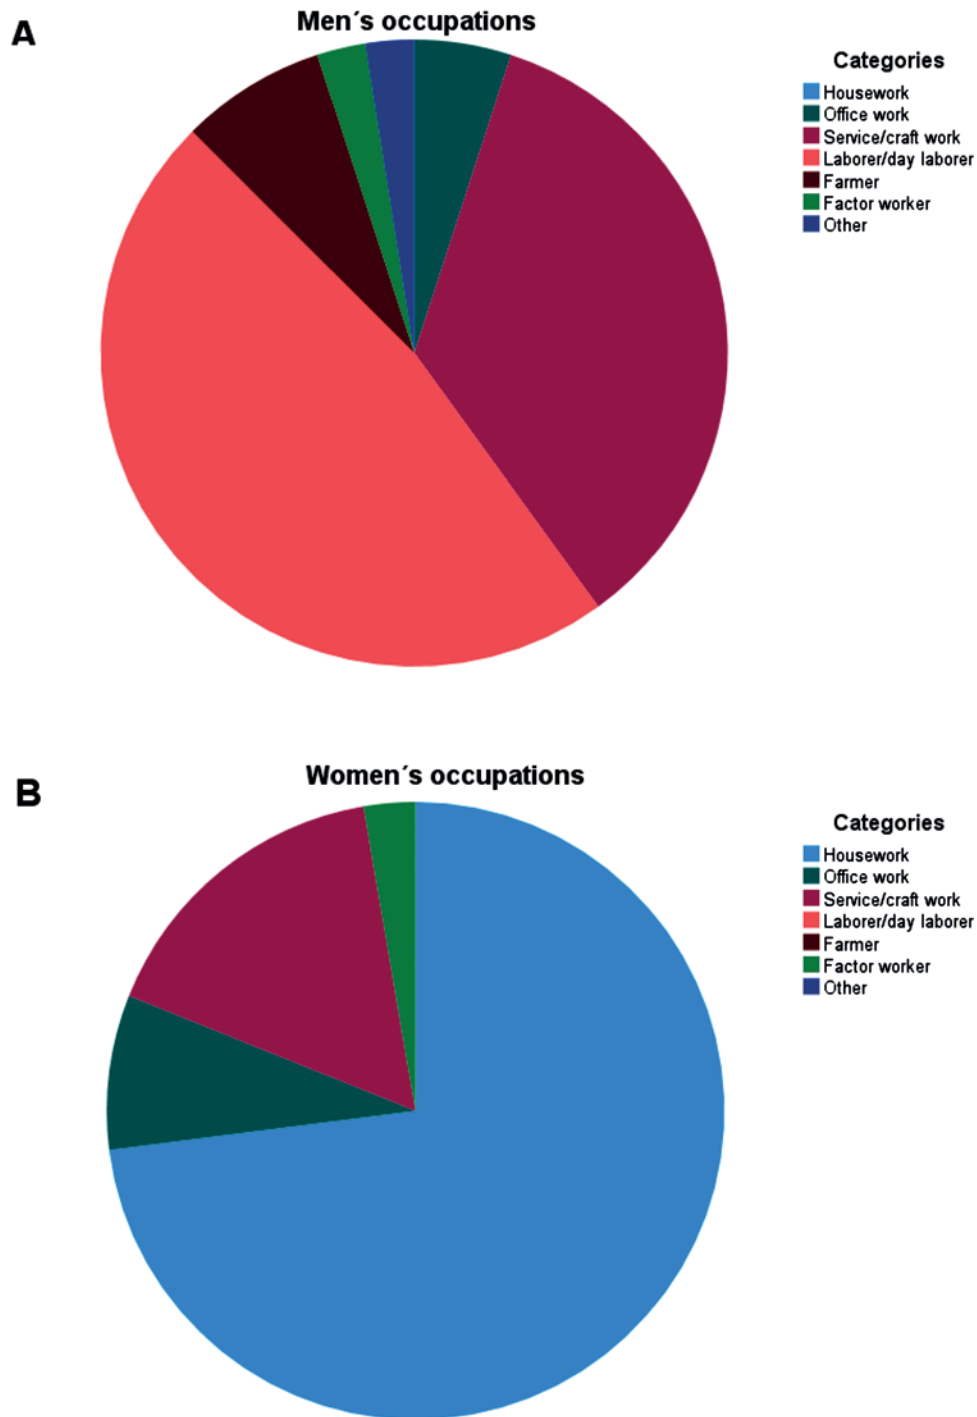 A
Men´s occupations
Categories
Housework
Office work
Service/craft work
Laborer/day laborer
Farmer
Factor worker
Other
B
Women´s occupations
Categories
Housework
Office work
Service/craft work
Laborer/day laborer
Farmer
Factor worker
Other